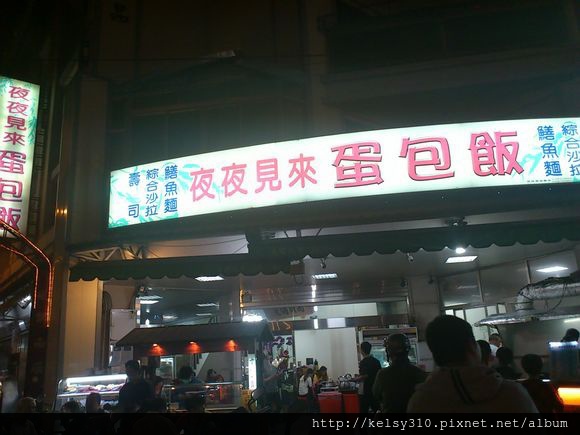 夜夜見來
蛋包飯
壽司
綜合沙拉
鱔魚麵
夜夜見來 蛋包飯
鱔魚麵
綜合沙拉
http://kelsy310.pixnet.net/album